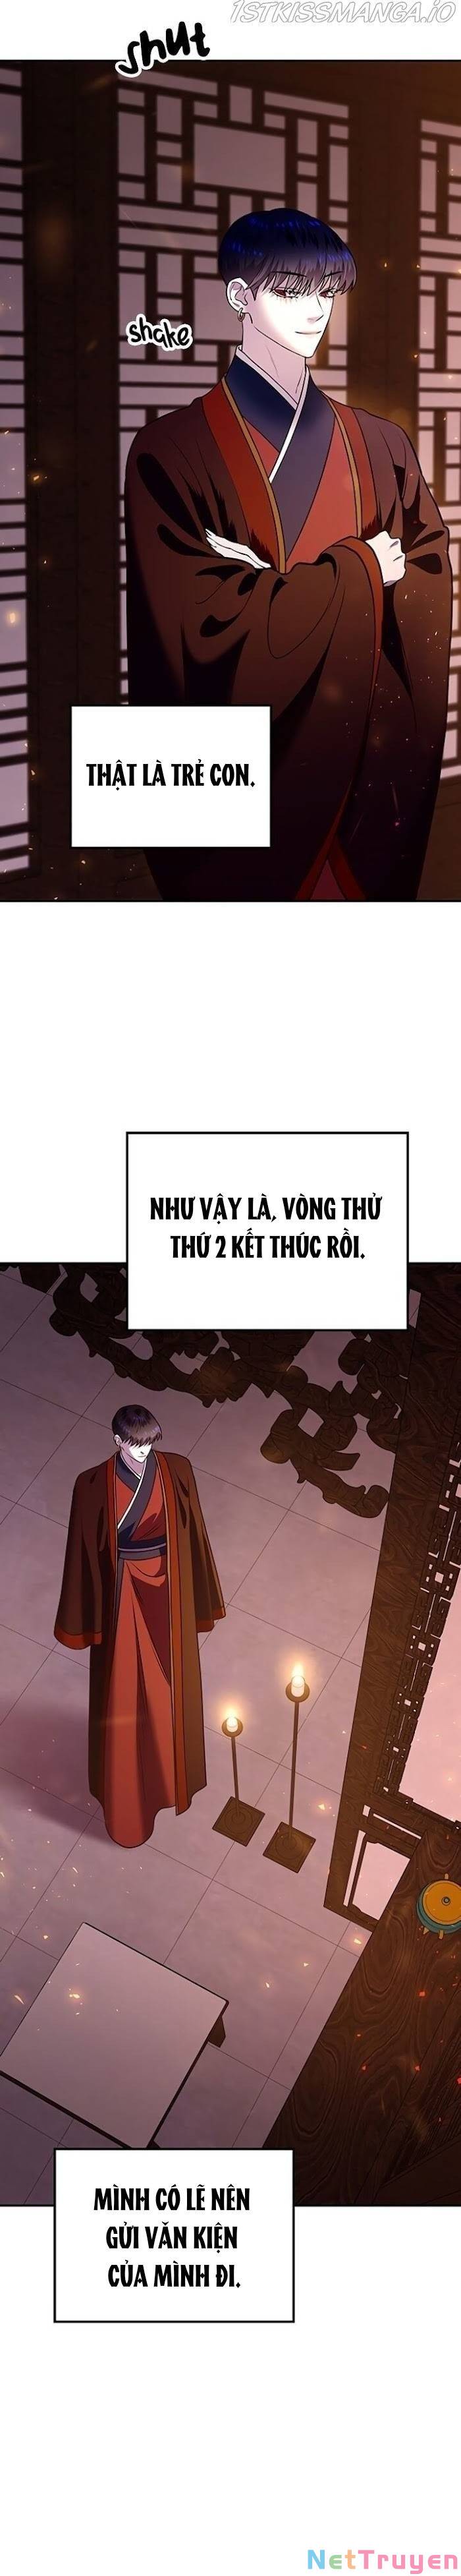 1STKISSMANGA.IO
shut
shake
THẬT LÀ TRẺ CON.
NHƯ VẬY LÀ, VÒNG THỬ
THỨ 2 KẾT THÚC RỒI.
MÌNH CÓ LẼ NÊN
GỬI VĂN KIỆN
CỦA MÌNH ĐI.
NetTruyen